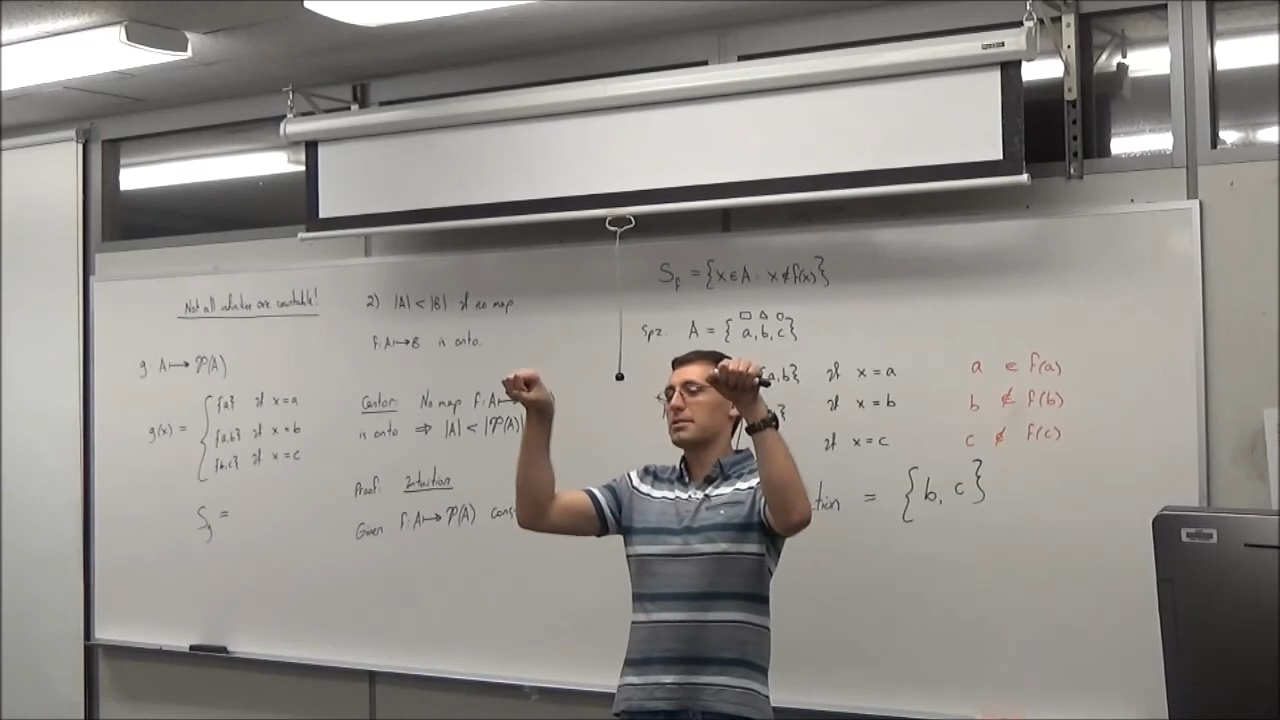 Not all infinities are countable!
g: A ↦ 𝒫(A)
g(x) = { {a} if x = a
{a,b} if x = b
{b,c} if x = c
S_g =
2) |A| < |B| if no map
f: A ↦ B is onto.
Cantor: No map f: A ↦
is onto ⇒ |A| < |𝒫(A)|
Proof: Intuition
Given f: A ↦ 𝒫(A)
S_f = {x ∈ A : x ∉ f(x)}
Spz. A = {a, b, c}
{a,b} if x = a
if x = b
if x = c
= {b, c}
a ∈ f(a)
b ∉ f(b)
c ∉ f(c)